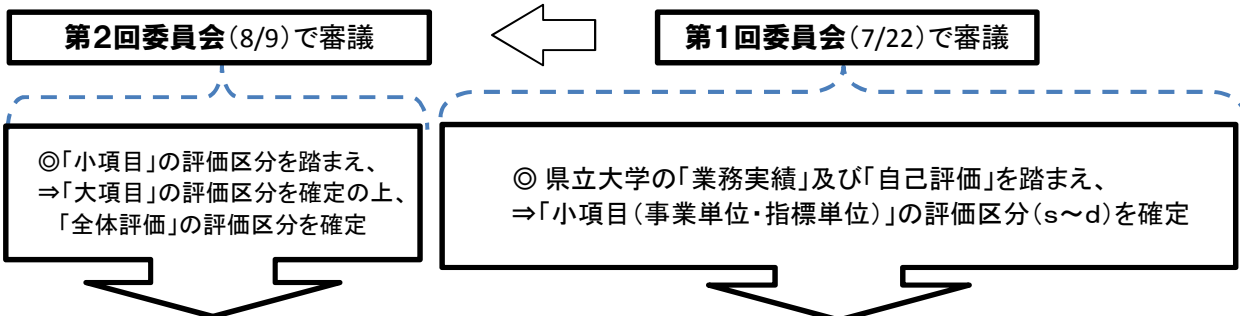 第2回委員会(8/9)で審議
第1回委員会(7/22)で審議
◎「小項目」の評価区分を踏まえ、
⇒「大項目」の評価区分を確定の上、
「全体評価」の評価区分を確定
◎ 県立大学の「業務実績」及び「自己評価」を踏まえ、
⇒「小項目(事業単位・指標単位)」の評価区分(s~d)を確定